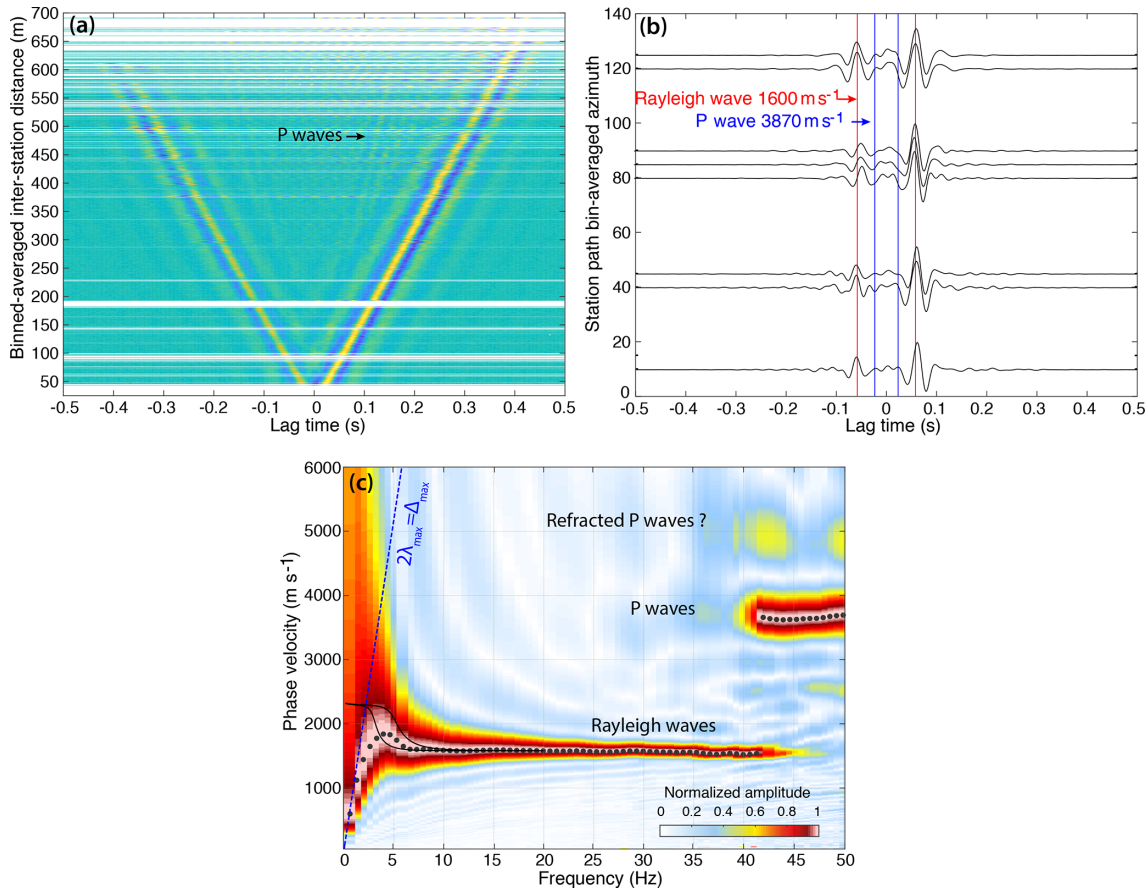 (a)
700
650
600
550
500
450
400
350
300
250
200
150
100
50
Binned-averaged inter-station distance (m)
P waves
-0.5 -0.4 -0.3 -0.2 -0.1 0 0.1 0.2 0.3 0.4 0.5
Lag time (s)
(b)
140
120
100
80
60
40
20
0
Station path bin-averaged azimuth
Rayleigh wave 1600 m s-1
P wave 3870 m s-1
-0.5 -0.4 -0.3 -0.2 -0.1 0 0.1 0.2 0.3 0.4 0.5
Lag time (s)
(c)
6000
5000
4000
3000
2000
1000
Phase velocity (m s-1)
2λmax=Δmax
Refracted P waves ?
P waves
Rayleigh waves
Normalized amplitude
0 0.2 0.4 0.6 0.8 1
0 5 10 15 20 25 30 35 40 45 50
Frequency (Hz)